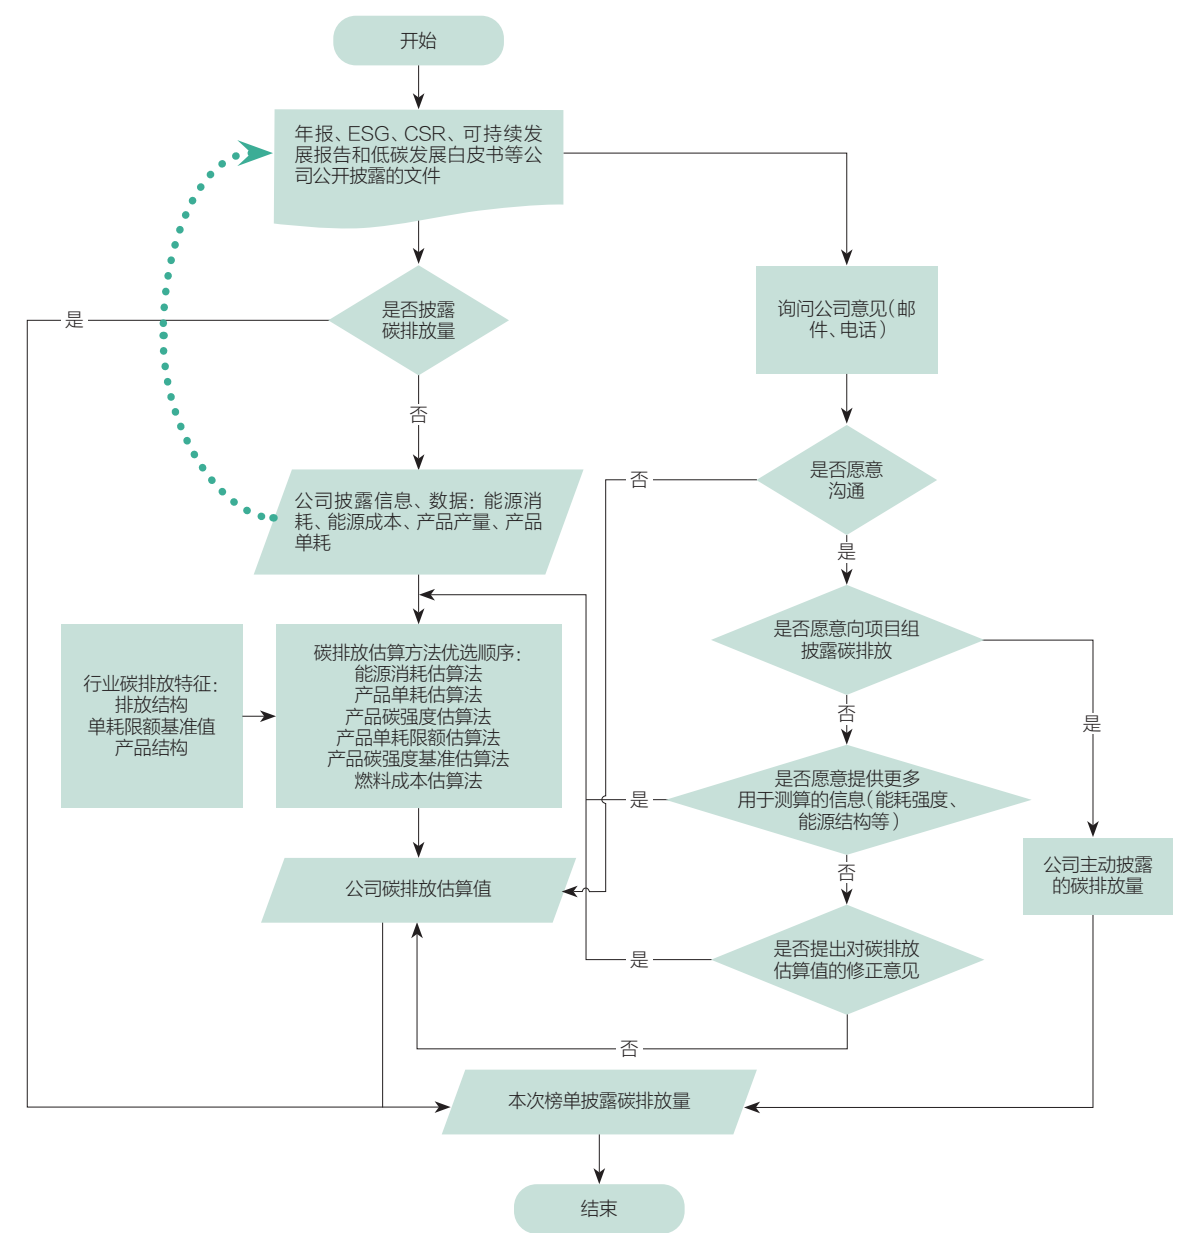 开始
年报、ESG、CSR、可持续发
展报告和低碳发展白皮书等公
司公开披露的文件
是否披露
碳排放量
是
否
询问公司意见（邮
件、电话）
是否愿意
沟通
否
是
公司披露信息、数据：能源消
耗、能源成本、产品产量、产品
单耗
是否愿意向项目组
披露碳排放
否
是
行业碳排放特征：
排放结构
单耗限额基准值
产品结构
碳排放估算方法优选顺序：
能源消耗估算法
产品单耗估算法
产品碳强度估算法
产品单耗限额估算法
产品碳强度基准估算法
燃料成本估算法
是否愿意提供更多
用于测算的信息（能耗强度、
能源结构等）
是
否
公司主动披露
的碳排放量
公司碳排放估算值
是否提出对碳排放
估算值的修正意见
是
否
本次榜单披露碳排放量
结束